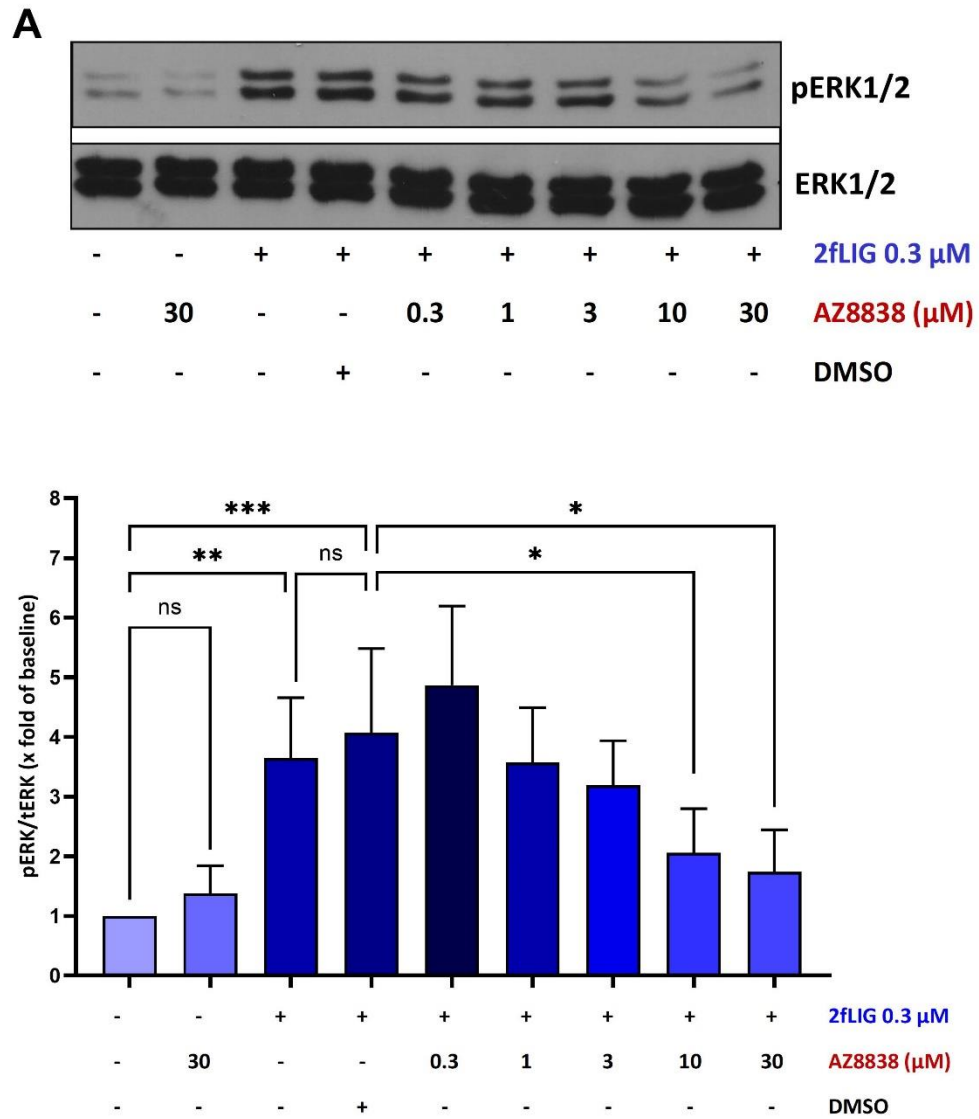 A
pERK1/2
ERK1/2
- - + + + + + + + 2fLIG 0.3 µM
- 30 - - 0.3 1 3 10 30 AZ8838 (µM)
- - - + - - - - - DMSO
8
*** *
7
** ns *
ns
6
5
4
3
2
1
0
pERK/tERK (x fold of baseline)
- - + + + + + + + 2fLIG 0.3 µM
- 30 - - 0.3 1 3 10 30 AZ8838 (µM)
- - - + - - - - - DMSO